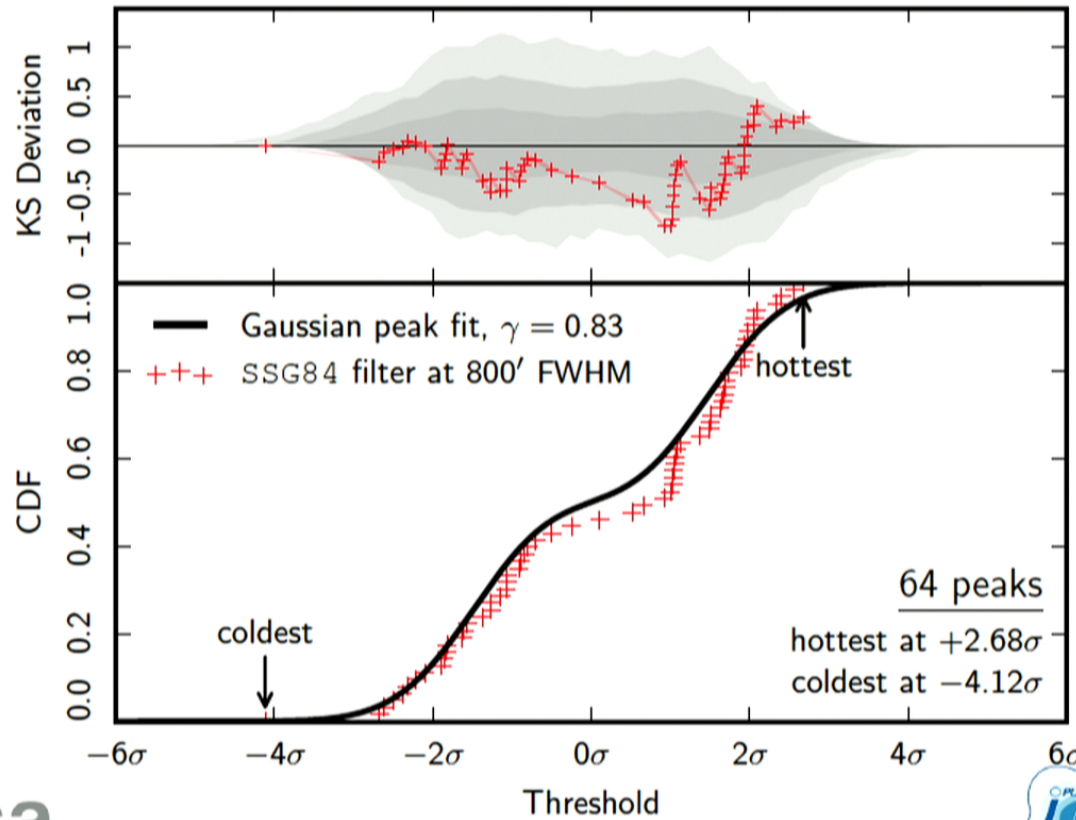 KS Deviation
1
0.5
0
-0.5
-1
CDF
1.0
0.8
0.6
0.4
0.2
0.0
Gaussian peak fit, γ = 0.83
SSG84 filter at 800′ FWHM
hottest
coldest
64 peaks
hottest at +2.68σ
coldest at −4.12σ
−6σ −4σ −2σ 0σ 2σ 4σ 6σ
Threshold